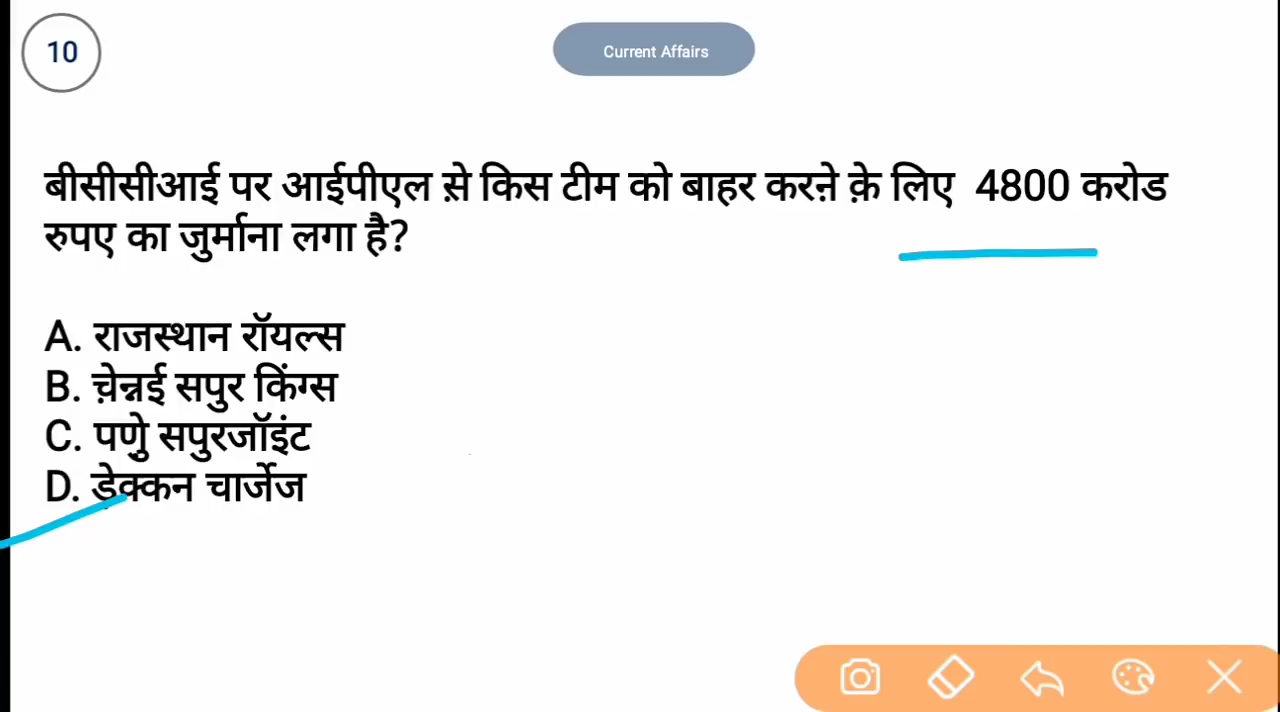 10
Current Affairs
बीसीसीआई पर आईपीएल से़ किस टीम को बाहर करने़ के़ लिए 4800 करोड
रुपए का जुर्माना लगा है?
A. राजस्थान रॉयल्स
B. चे़न्नई सपुर किंग्स
C. पणुे सपुरजॉइंट
D. डे़क्कन चार्जेज